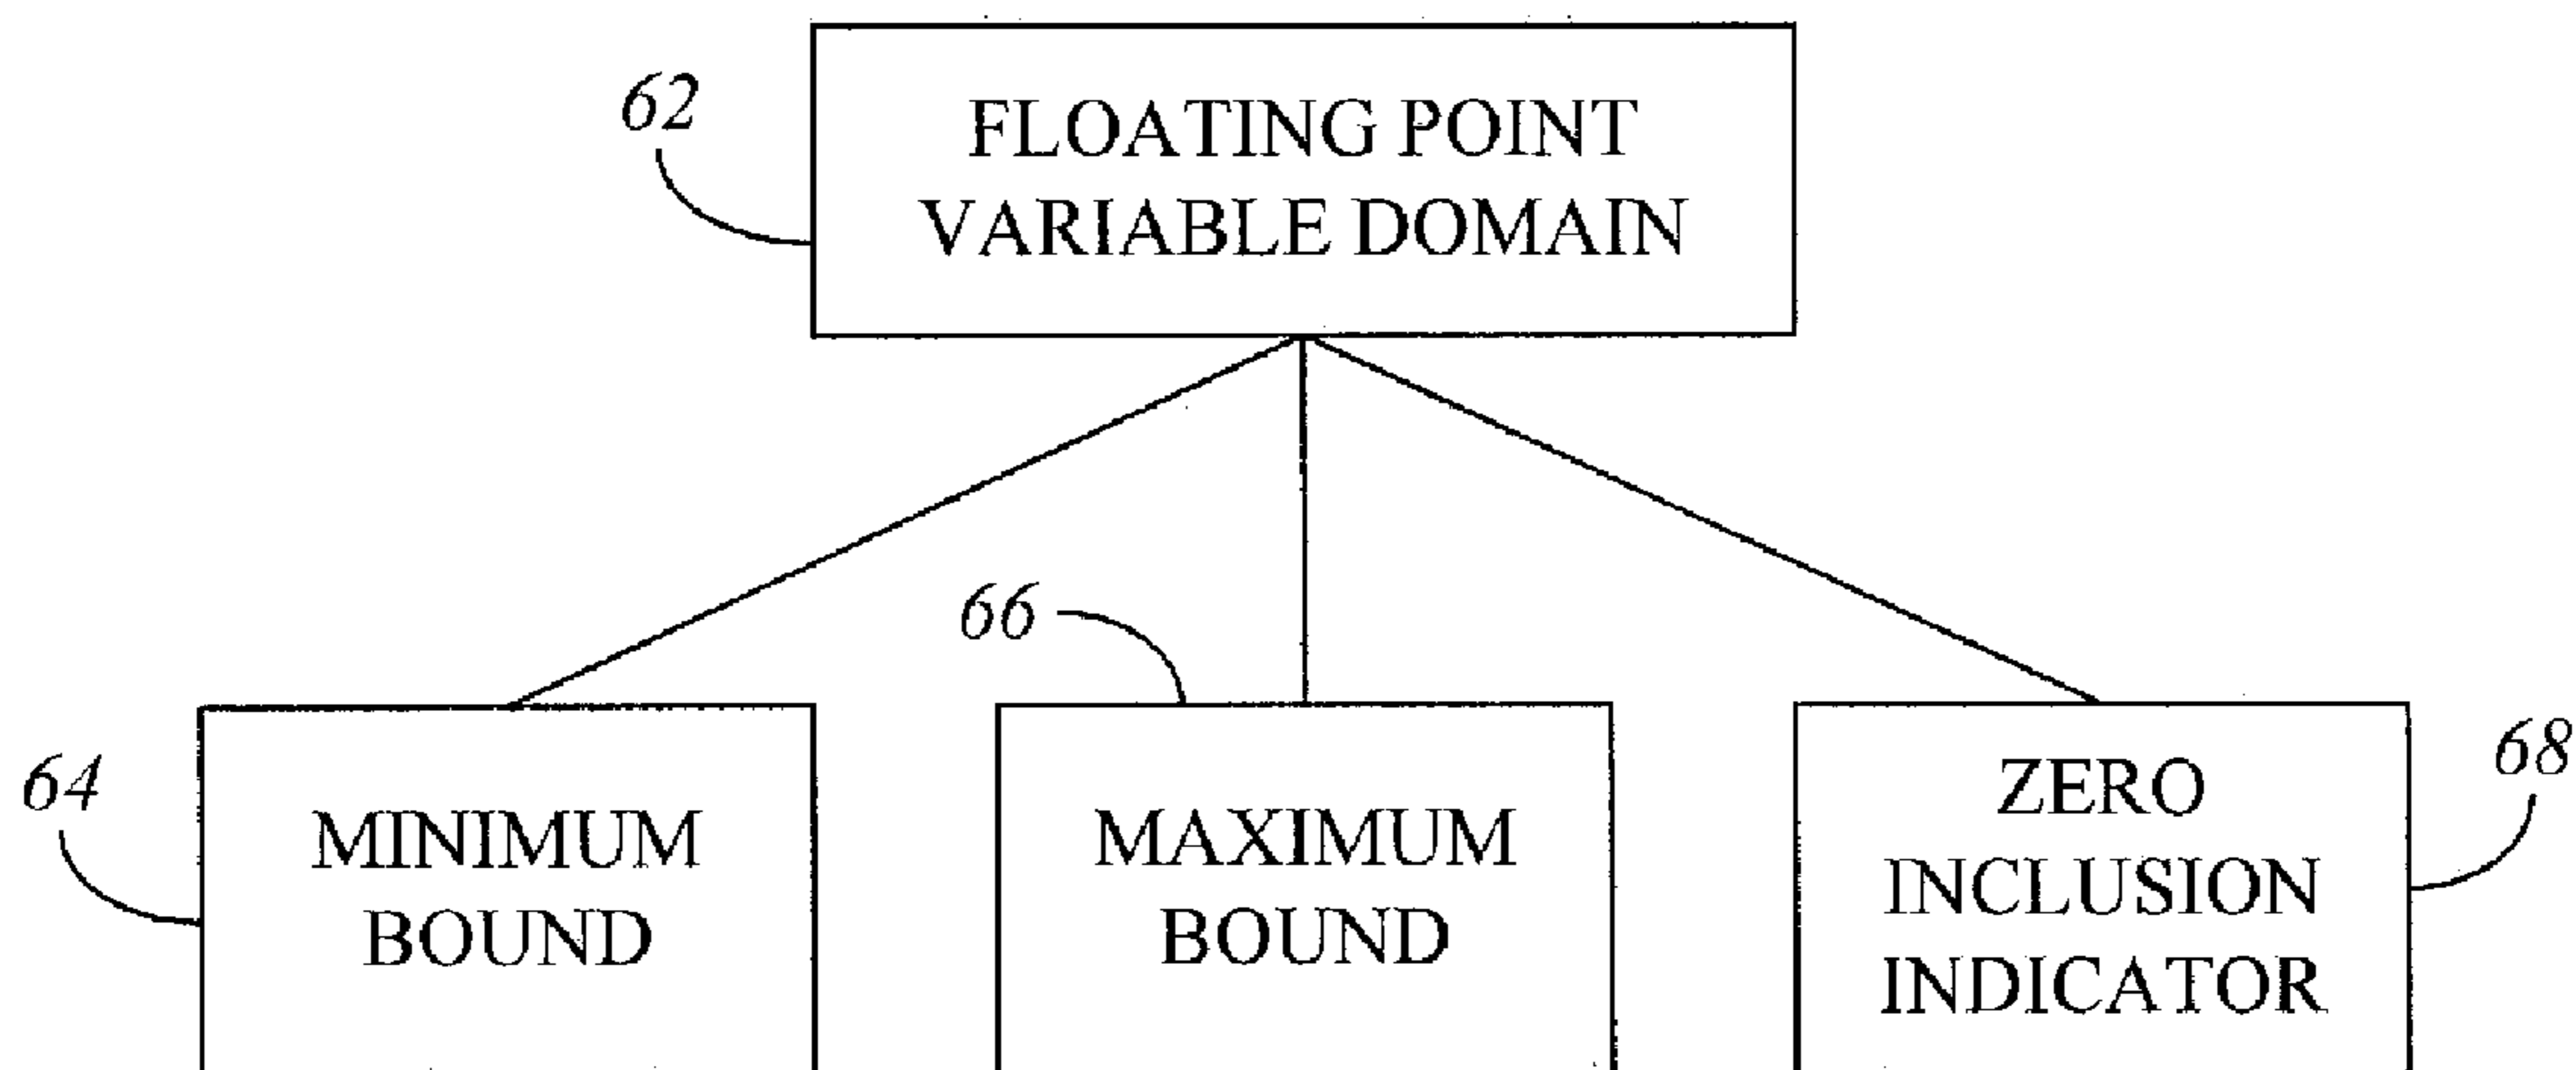 62
FLOATING POINT
VARIABLE DOMAIN
66
64
MINIMUM
BOUND
MAXIMUM
BOUND
68
ZERO
INCLUSION
INDICATOR